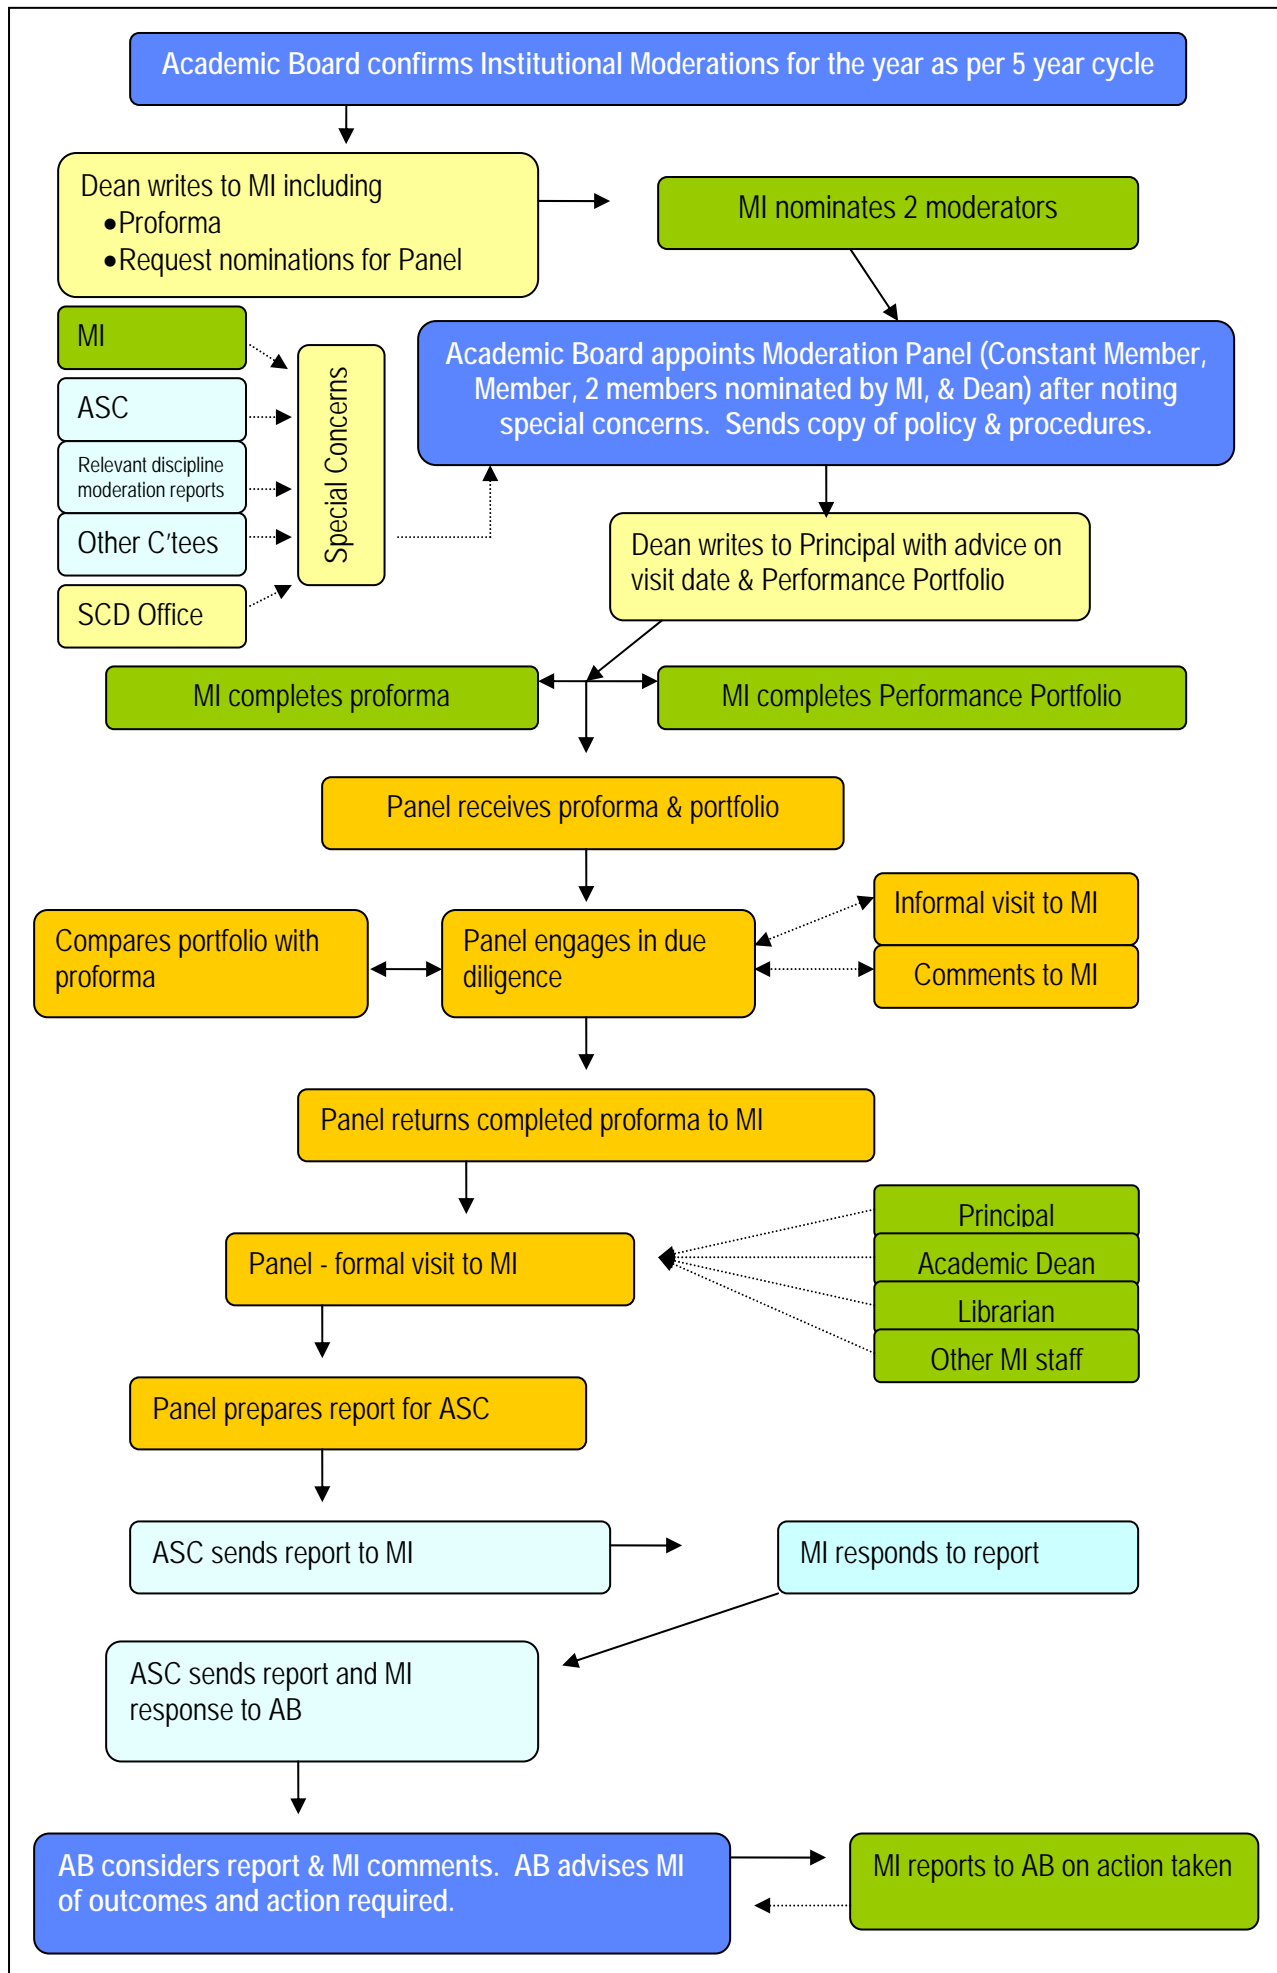 Academic Board confirms Institutional Moderations for the year as per 5 year cycle
Dean writes to MI including
•Proforma
•Request nominations for Panel
MI nominates 2 moderators
MI
ASC
Relevant discipline
moderation reports
Other C'tees
SCD Office
Special Concerns
Academic Board appoints Moderation Panel (Constant Member,
Member, 2 members nominated by MI, & Dean) after noting
special concerns. Sends copy of policy & procedures.
Dean writes to Principal with advice on
visit date & Performance Portfolio
MI completes proforma
MI completes Performance Portfolio
Panel receives proforma & portfolio
Compares portfolio with
proforma
Panel engages in due
diligence
Informal visit to MI
Comments to MI
Panel returns completed proforma to MI
Panel - formal visit to MI
Principal
Academic Dean
Librarian
Other MI staff
Panel prepares report for ASC
ASC sends report to MI
MI responds to report
ASC sends report and MI
response to AB
AB considers report & MI comments. AB advises MI
of outcomes and action required.
MI reports to AB on action taken